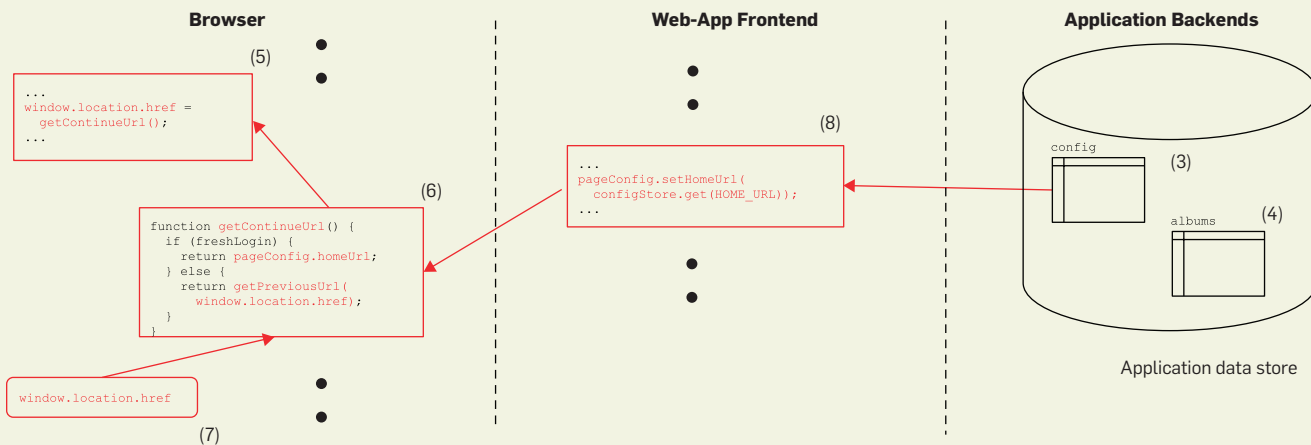 Browser
Web-App Frontend
Application Backends
(5)
...
window.location.href =
getContinueUrl();
...
(6)
function getContinueUrl() {
if (freshLogin) {
return pageConfig.homeUrl;
} else {
return getPreviousUrl(
window.location.href);
}
}
window.location.href
(7)
(8)
...
pageConfig.setHomeUrl(
configStore.get(HOME_URL));
...
config
(3)
albums
(4)
Application data store